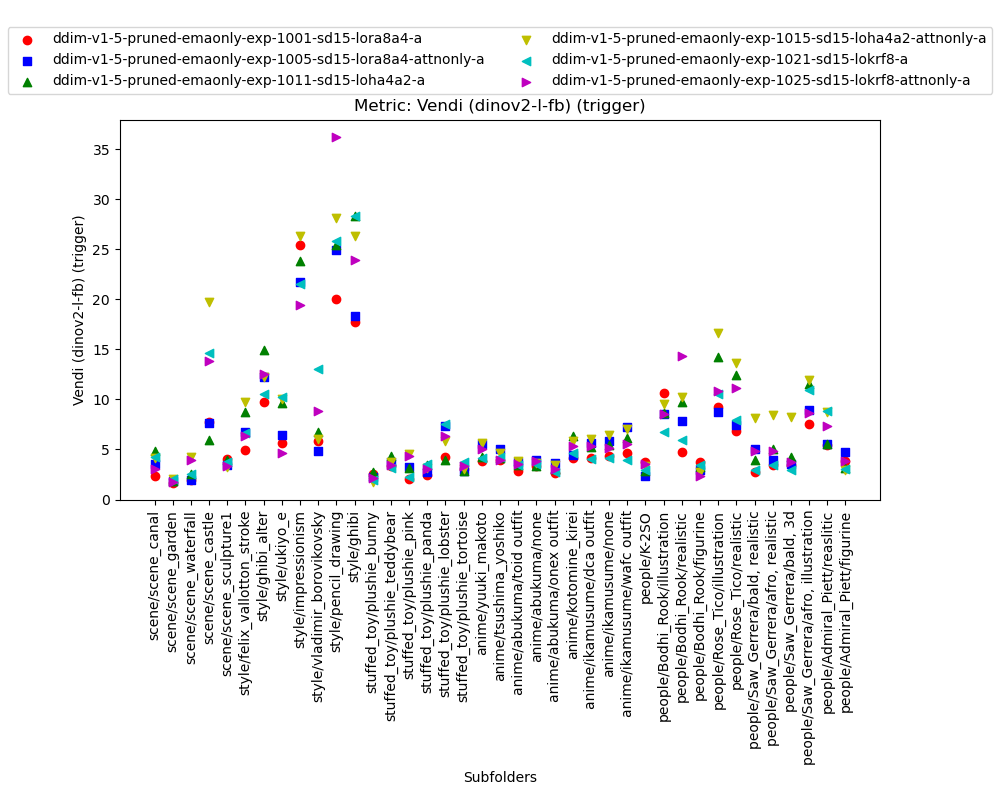 ddim-v1-5-pruned-emaonly-exp-1001-sd15-lora8a4-a
ddim-v1-5-pruned-emaonly-exp-1005-sd15-lora8a4-attnonly-a
ddim-v1-5-pruned-emaonly-exp-1011-sd15-loha4a2-a
ddim-v1-5-pruned-emaonly-exp-1015-sd15-loha4a2-attnonly-a
ddim-v1-5-pruned-emaonly-exp-1021-sd15-lokrf8-a
ddim-v1-5-pruned-emaonly-exp-1025-sd15-lokrf8-attnonly-a
Metric: Vendi (dinov2-l-fb) (trigger)
Vendi (dinov2-l-fb) (trigger)
35
30
25
20
15
10
5
0
scene/scene_canal
scene/scene_garden
scene/scene_waterfall
scene/scene_castle
scene/scene_sculpture1
style/felix_vallotton_stroke
style/ghibi_alter
style/ukiyo_e
style/impressionism
style/vladimir_borovikovsky
style/pencil_drawing
style/ghibi
stuffed_toy/plushie_bunny
stuffed_toy/plushie_teddybear
stuffed_toy/plushie_pink
stuffed_toy/plushie_panda
stuffed_toy/plushie_lobster
stuffed_toy/plushie_tortoise
anime/yuuki_makoto
anime/tsushima_yoshiko
anime/abukuma/toid outfit
anime/abukuma/none
anime/abukuma/onex outfit
anime/kotomine_kirei
anime/ikamusume/dca outfit
anime/ikamusume/none
anime/ikamusume/wafc outfit
people/K-2SO
people/Bodhi_Rook/illustration
people/Bodhi_Rook/realistic
people/Bodhi_Rook/figurine
people/Rose_Tico/illustration
people/Rose_Tico/realistic
people/Saw_Gerrera/bald, realistic
people/Saw_Gerrera/afro, realistic
people/Saw_Gerrera/bald, 3d
people/Saw_Gerrera/afro, illustration
people/Admiral_Piett/reaslitic
people/Admiral_Piett/figurine
Subfolders